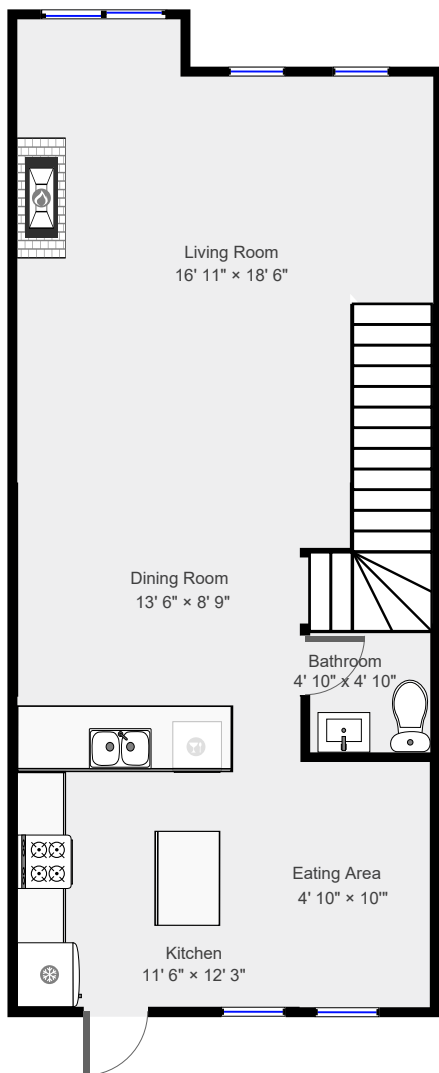 Living Room
16' 11" × 18' 6"
Dining Room
13' 6" × 8' 9"
Bathroom
4' 10" x 4' 10"
Eating Area
4' 10" × 10'"
Kitchen
11' 6" × 12' 3"